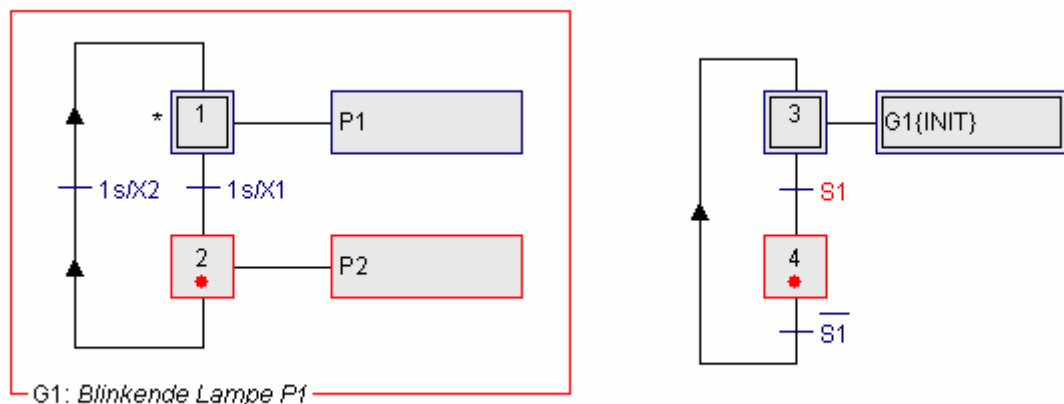 * 1 P1
1s/X2 1s/X1
2 P2
G1: Blinkende Lampe P1
3 G1{INIT}
S1
4
S1̅